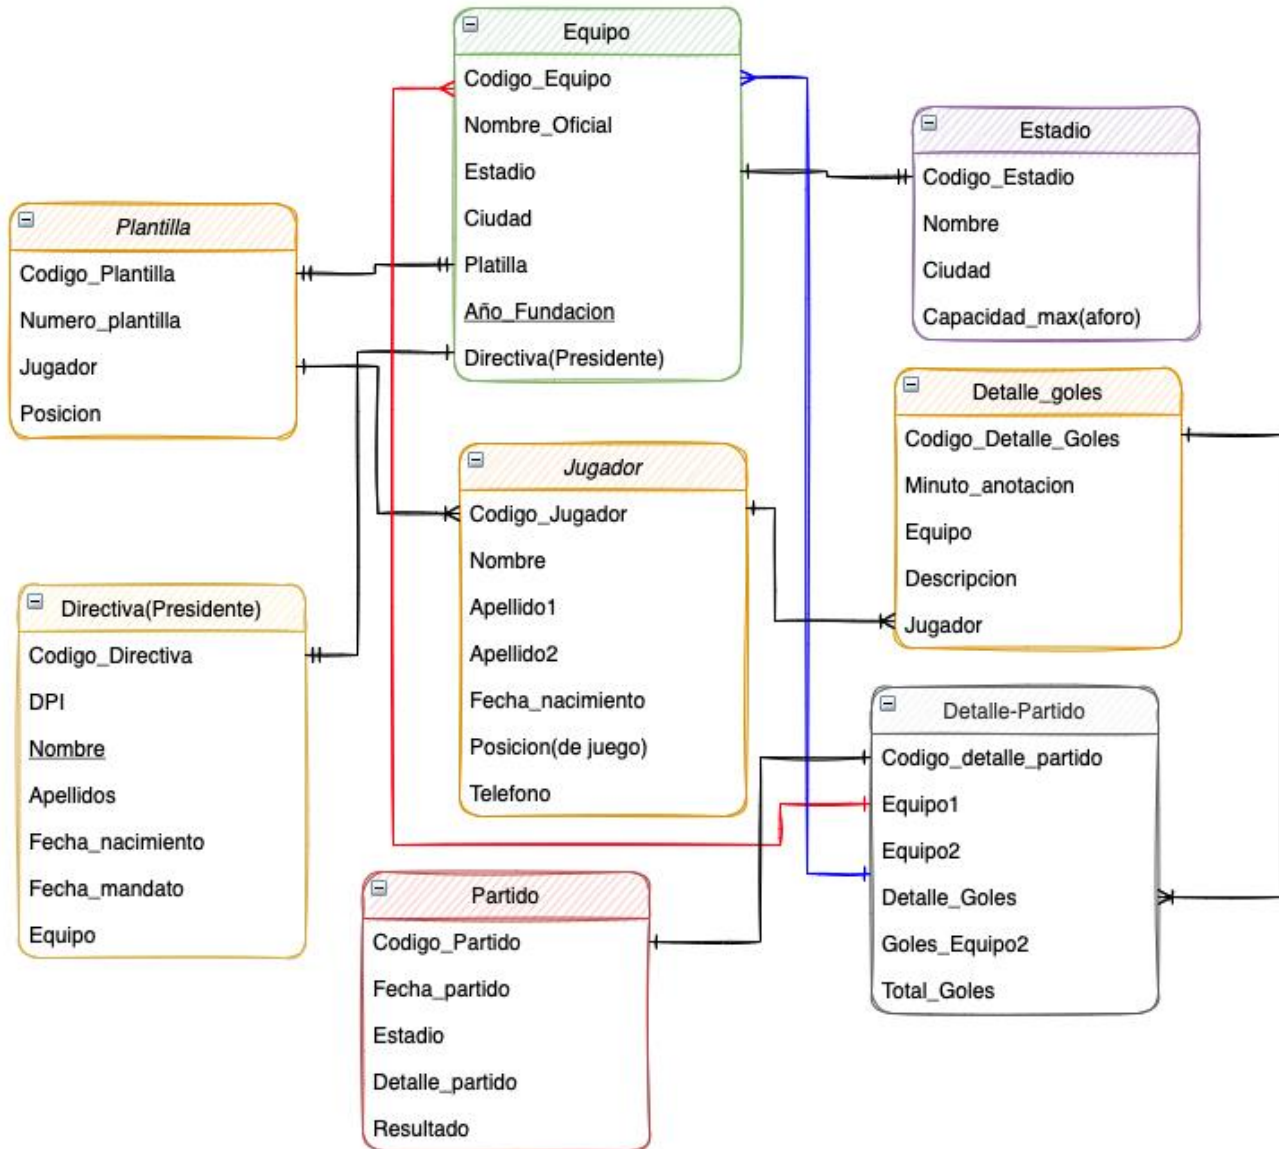 Equipo
Codigo_Equipo
Nombre_Oficial
Estadio
Ciudad
Platilla
Año_Fundacion
Directiva(Presidente)
Estadio
Codigo_Estadio
Nombre
Ciudad
Capacidad_max(aforo)
Plantilla
Codigo_Plantilla
Numero_plantilla
Jugador
Posicion
Detalle_goles
Codigo_Detalle_Goles
Minuto_anotacion
Equipo
Descripcion
Jugador
Jugador
Codigo_Jugador
Nombre
Apellido1
Apellido2
Fecha_nacimiento
Posicion(de juego)
Telefono
Directiva(Presidente)
Codigo_Directiva
DPI
Nombre
Apellidos
Fecha_nacimiento
Fecha_mandato
Equipo
Detalle-Partido
Codigo_detalle_partido
Equipo1
Equipo2
Detalle_Goles
Goles_Equipo2
Total_Goles
Partido
Codigo_Partido
Fecha_partido
Estadio
Detalle_partido
Resultado